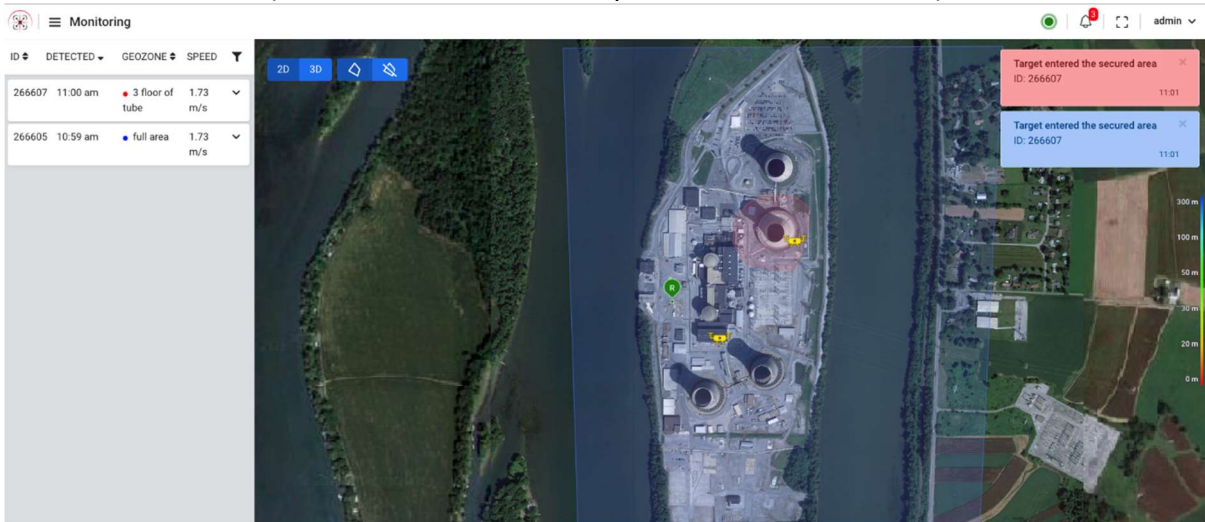 Monitoring
3
admin
ID DETECTED GEOZONE SPEED
266607 11:00 am 3 floor of tube 1.73 m/s
266605 10:59 am full area 1.73 m/s
2D 3D
R
Target entered the secured area
ID: 266607
11:01
Target entered the secured area
ID: 266607
11:01
300 m
100 m
50 m
30 m
20 m
0 m